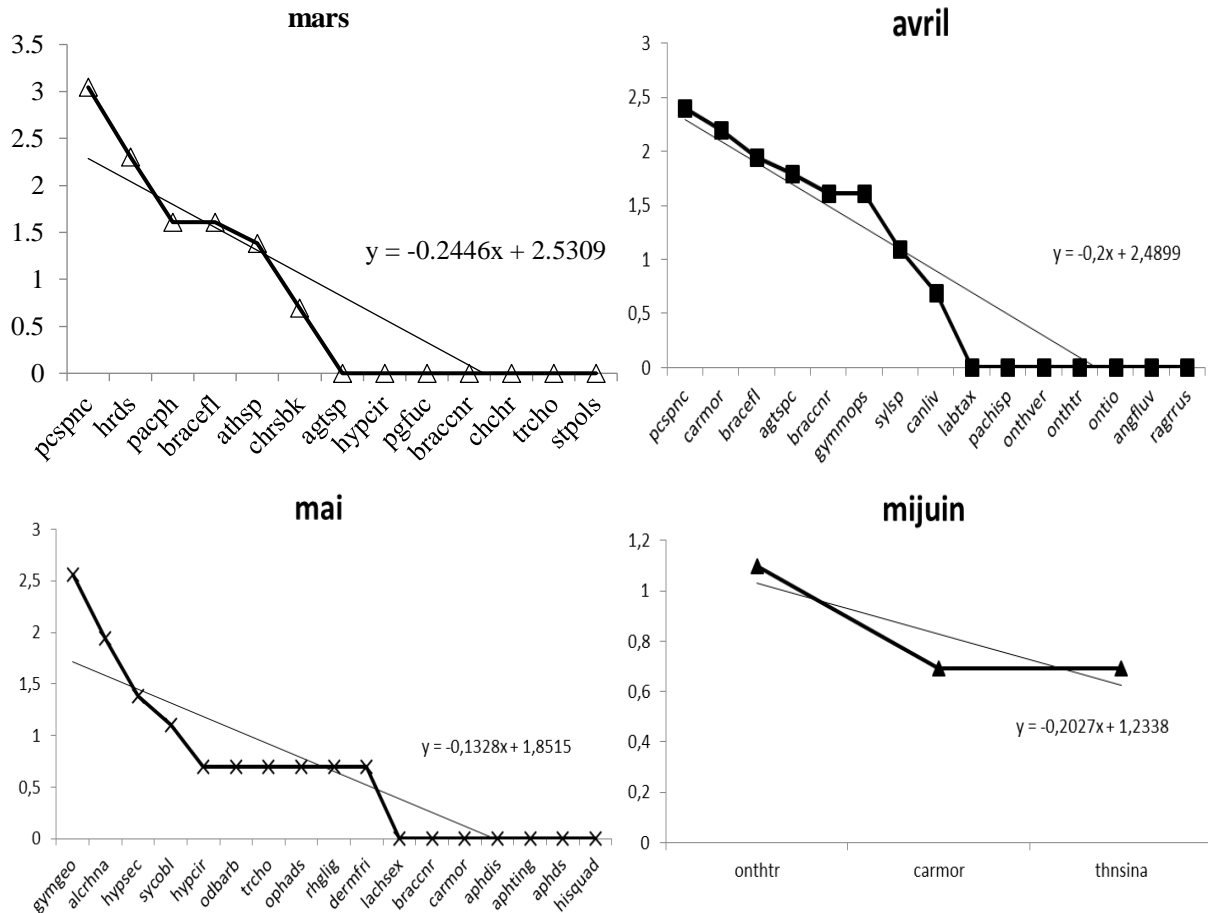 mars
3.5
3
2.5
2
1.5
1
0.5
0
y = -0.2446x + 2.5309
pcspnc
hrds
pacph
bracefl
athsp
chrsbk
agtsp
hypcir
pgfuc
braccnr
chchr
trcho
stpols
avril
3
2,5
2
1,5
1
0,5
0
y = -0,2x + 2,4899
pcspnc
carmor
bracefl
agtspc
braccnr
gymmops
sylsp
canliv
labtax
pachisp
onthver
onthtr
ontio
angfluv
ragrrus
mai
3
2,5
2
1,5
1
0,5
0
y = -0,1328x + 1,8515
gymgeo
alcrhna
hypsec
sycobl
hypcir
odbarb
trcho
ophads
rhglig
dermfri
lachsex
braccnr
carmor
aphdis
aphting
aphds
hisquad
mijuin
1,2
1
0,8
0,6
0,4
0,2
0
y = -0,2027x + 1,2338
onthtr
carmor
thnsina